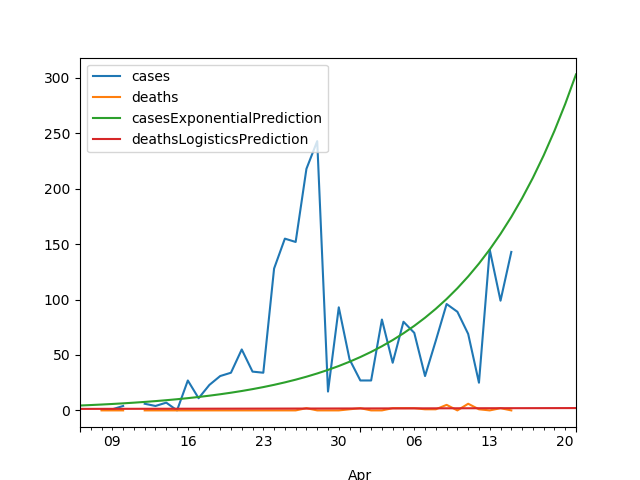 cases
deaths
casesExponentialPrediction
deathsLogisticsPrediction
300
250
200
150
100
50
0
09 16 23 30 06 13 20
Apr